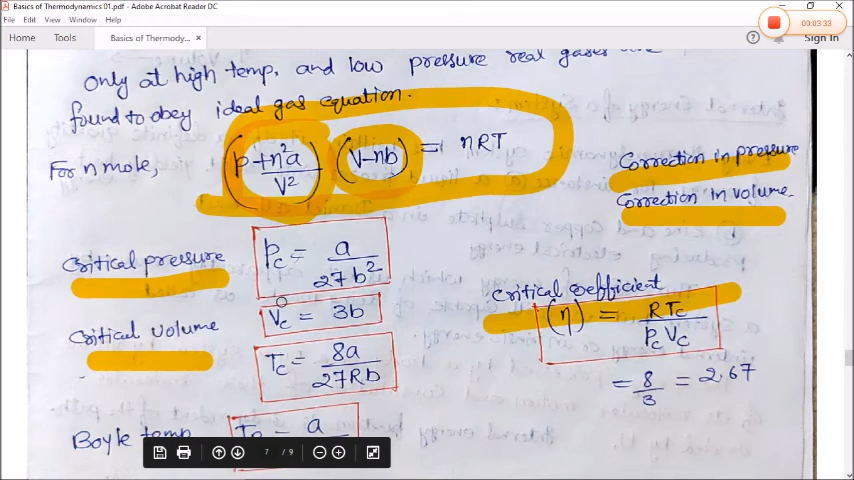 Basics of Thermodynamics 01.pdf - Adobe Acrobat Reader DC
File Edit View Window Help
00:03:33
Home Tools Basics of Thermody... × Sign In
Only at high temp. and low pressure real gases
found to obey ideal gas equation.
For n mole, (P + n²a/V²) (V-nb) = nRT
Correction in pressure
Correction in volume.
Critical pressure Pc = a/27b²
Critical coefficient
Critical volume Vc = 3b
(η) = RTc/PcVc
Tc = 8a/27Rb
= 8/3 = 2.67
Boyle temp
7 / 9